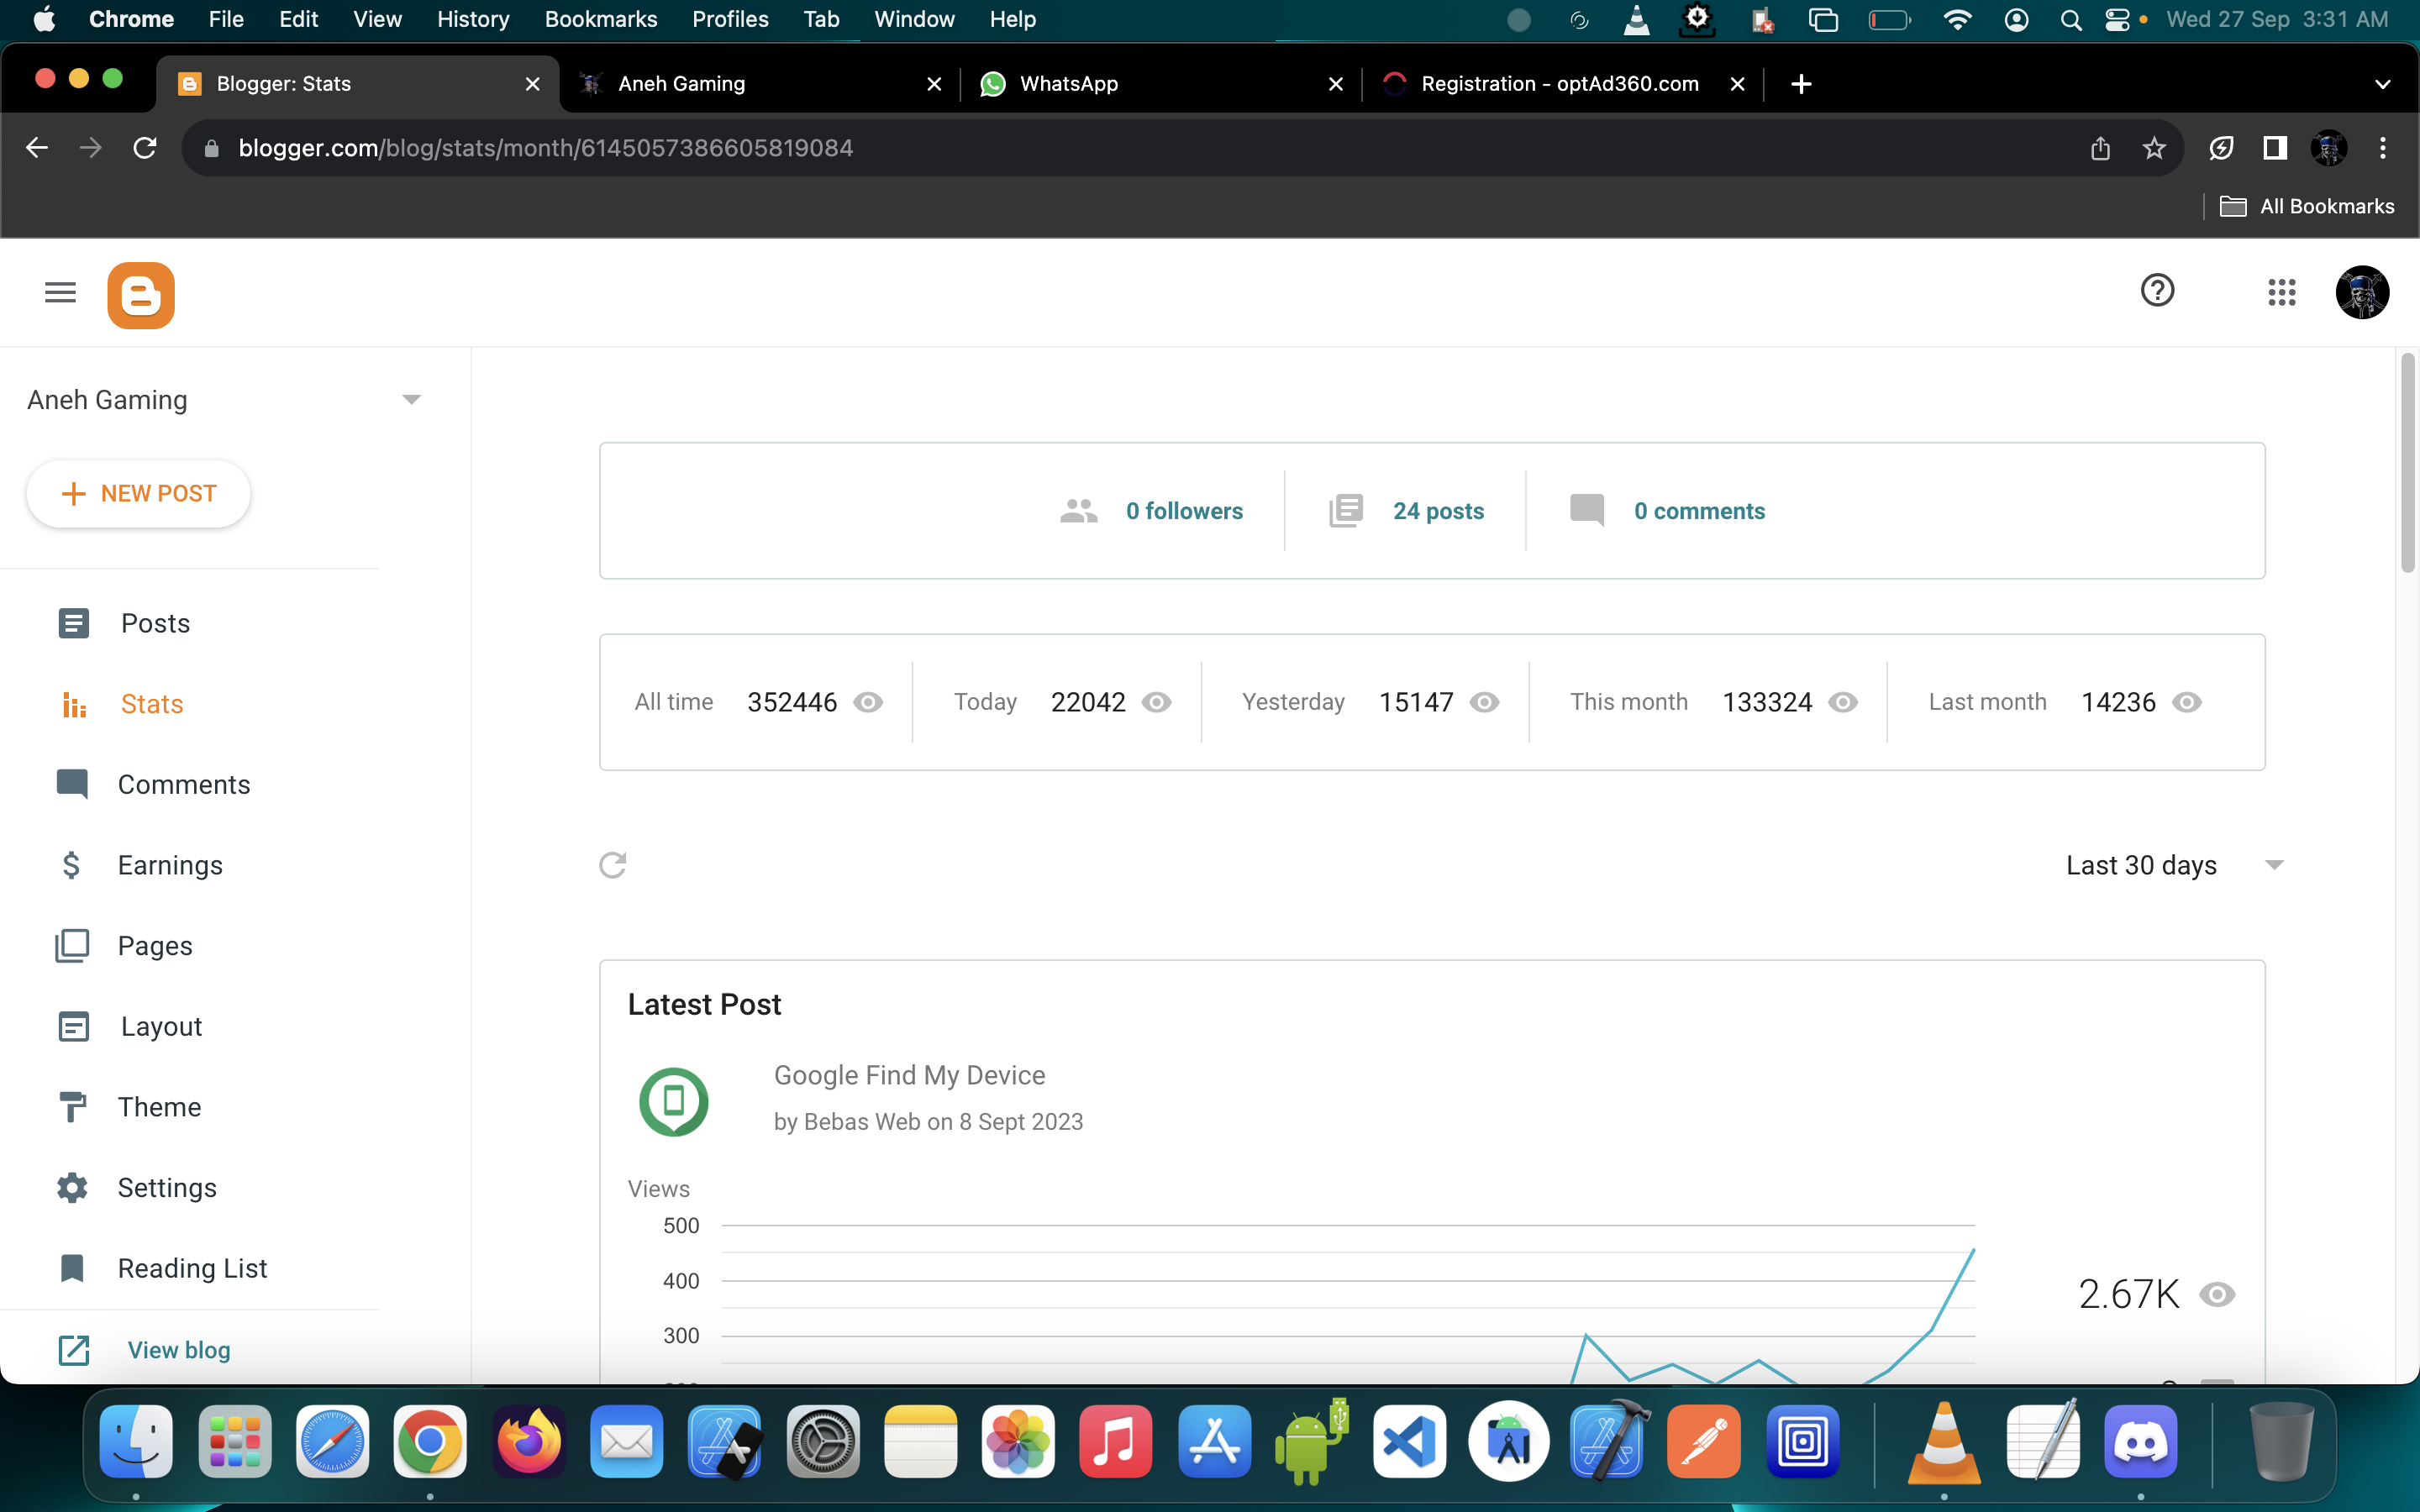 Chrome File Edit View History Bookmarks Profiles Tab Window Help Wed 27 Sep 3:31 AM
Blogger: Stats Aneh Gaming WhatsApp Registration - optAd360.com
blogger.com/blog/stats/month/6145057386605819084
All Bookmarks
Aneh Gaming
NEW POST
Posts
Stats
Comments
Earnings
Pages
Layout
Theme
Settings
Reading List
View blog
0 followers 24 posts 0 comments
All time 352446 Today 22042 Yesterday 15147 This month 133324 Last month 14236
Last 30 days
Latest Post
Google Find My Device
by Bebas Web on 8 Sept 2023
Views
500
400
300
2.67K